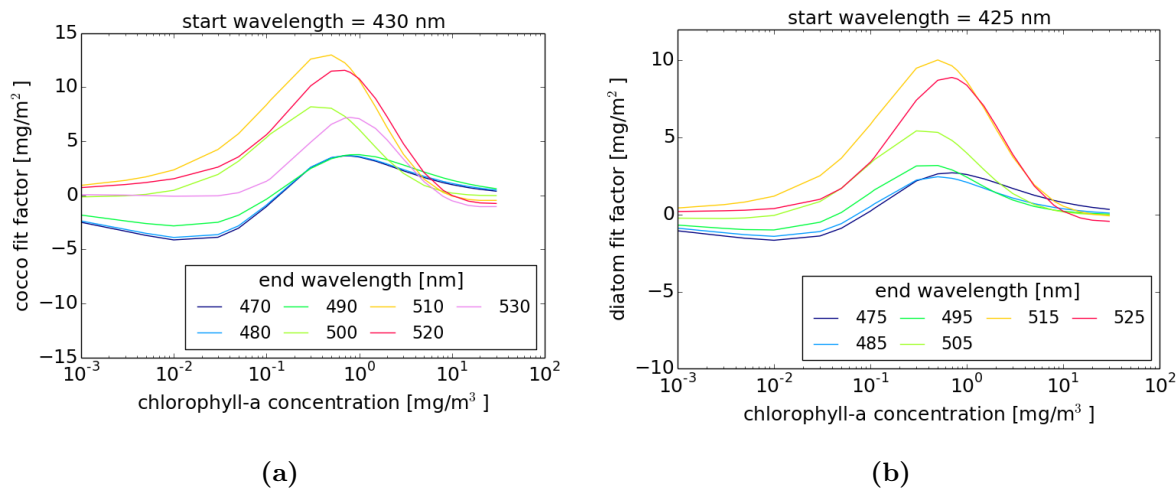 start wavelength = 430 nm
15
10
5
0
−5
−10
−15
cocco fit factor [mg/m²]
end wavelength [nm]
470 490 510 530
480 500 520
10⁻³ 10⁻² 10⁻¹ 10⁰ 10¹ 10²
chlorophyll-a concentration [mg/m³ ]
(a)
start wavelength = 425 nm
10
5
0
−5
−10
diatom fit factor [mg/m²]
end wavelength [nm]
475 495 515 525
485 505
10⁻³ 10⁻² 10⁻¹ 10⁰ 10¹ 10²
chlorophyll-a concentration [mg/m³ ]
(b)